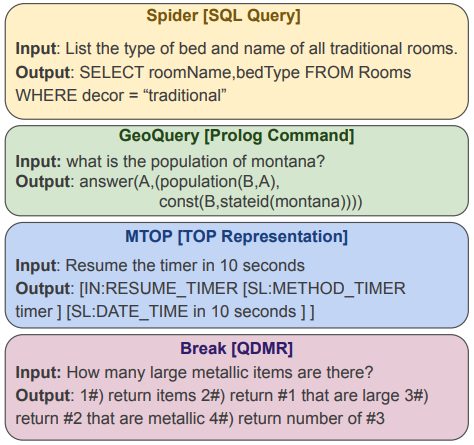 Spider [SQL Query]
Input: List the type of bed and name of all traditional rooms.
Output: SELECT roomName,bedType FROM Rooms
WHERE decor = “traditional”
GeoQuery [Prolog Command]
Input: what is the population of montana?
Output: answer(A,(population(B,A),
const(B,stateid(montana))))
MTOP [TOP Representation]
Input: Resume the timer in 10 seconds
Output: [IN:RESUME_TIMER [SL:METHOD_TIMER
timer ] [SL:DATE_TIME in 10 seconds ] ]
Break [QDMR]
Input: How many large metallic items are there?
Output: 1#) return items 2#) return #1 that are large 3#)
return #2 that are metallic 4#) return number of #3